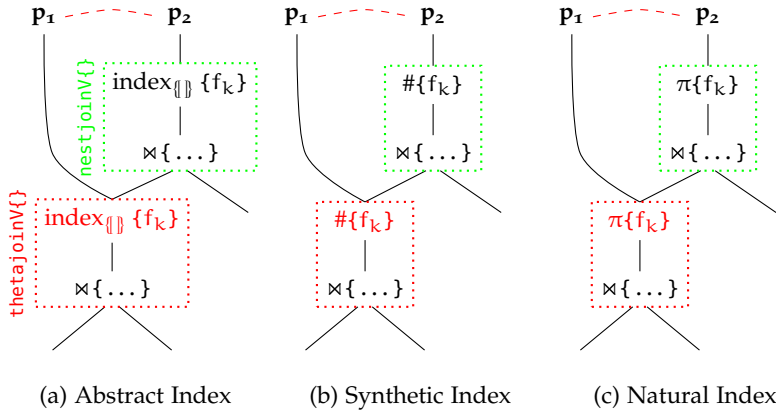 p₁ p₂ p₁ p₂ p₁ p₂
nestjoinV{}
index⦃⦄ {fₖ} #{fₖ} π{fₖ}
⋈{...} ⋈{...} ⋈{...}
thetajoinV{}
index⦃⦄ {fₖ} #{fₖ} π{fₖ}
⋈{...} ⋈{...} ⋈{...}
(a) Abstract Index (b) Synthetic Index (c) Natural Index